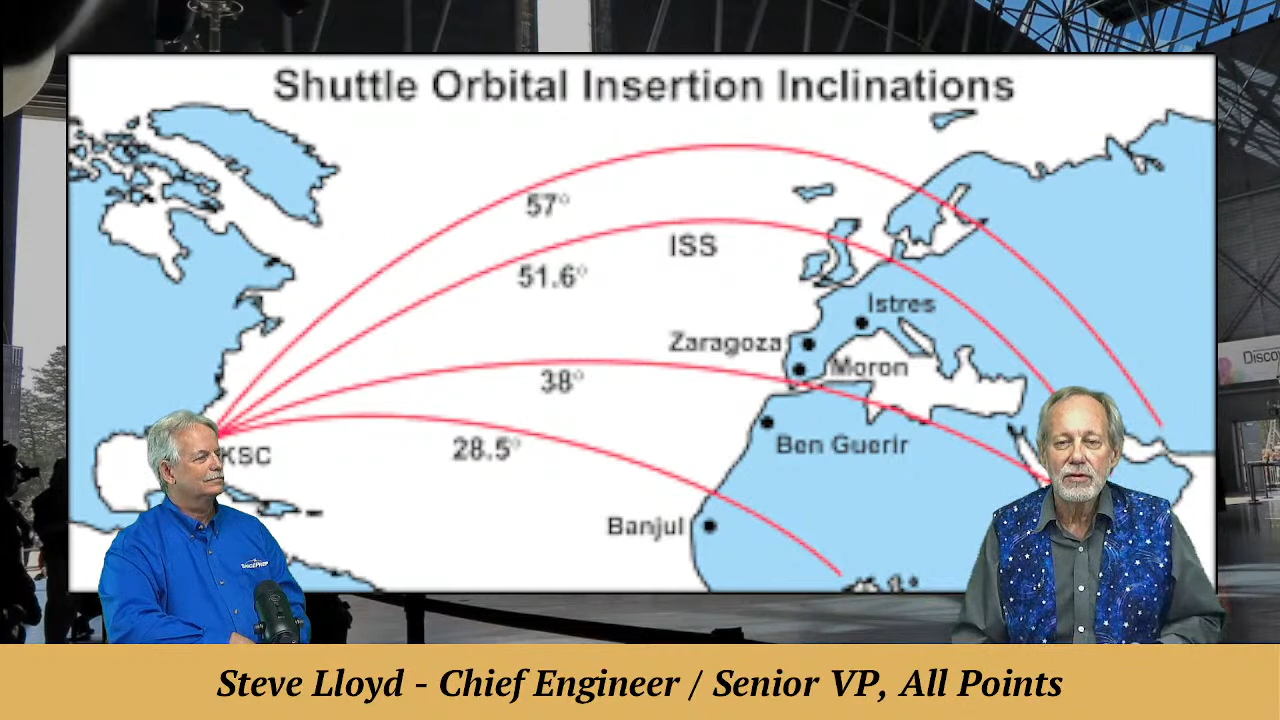 Shuttle Orbital Insertion Inclinations
57°
ISS
51.6°
Istres
Zaragoza
Moron
38°
Ben Guerir
28.5°
KSC
Banjul
Disco
Steve Lloyd - Chief Engineer / Senior VP, All Points